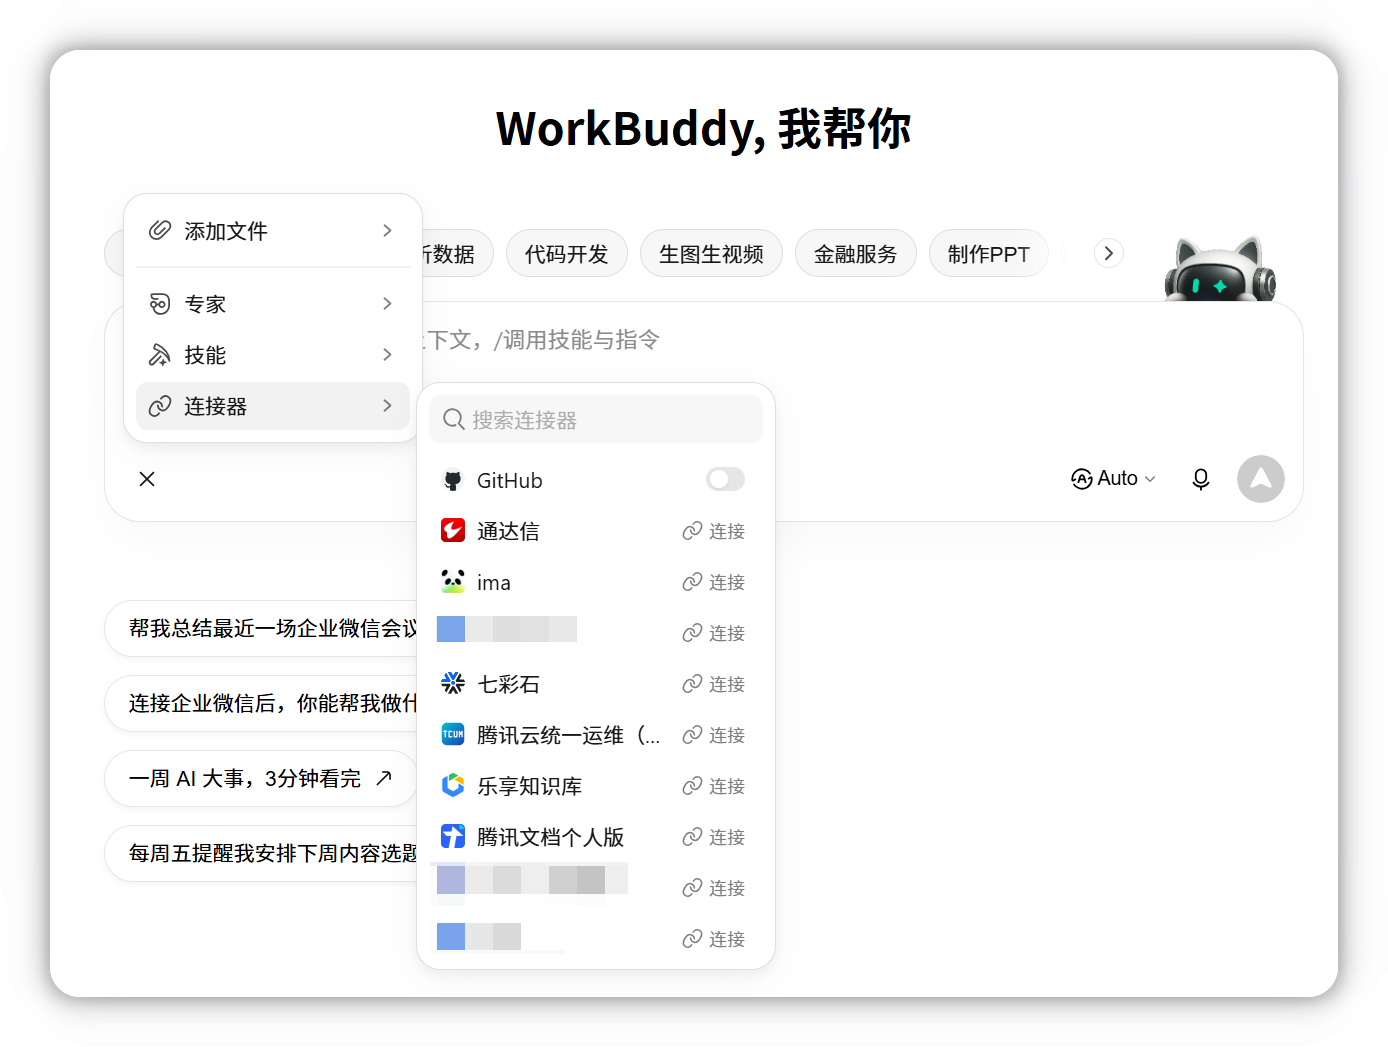 WorkBuddy, 我帮你
添加文件
专家
技能
连接器
析数据
代码开发
生图生视频
金融服务
制作PPT
下文，/调用技能与指令
Auto
搜索连接器
GitHub
通达信
连接
ima
连接
连接
七彩石
连接
TCUM
腾讯云统一运维（...
连接
乐享知识库
连接
腾讯文档个人版
连接
连接
连接
帮我总结最近一场企业微信会议
连接企业微信后，你能帮我做什
一周 AI 大事，3分钟看完
每周五提醒我安排下周内容选题